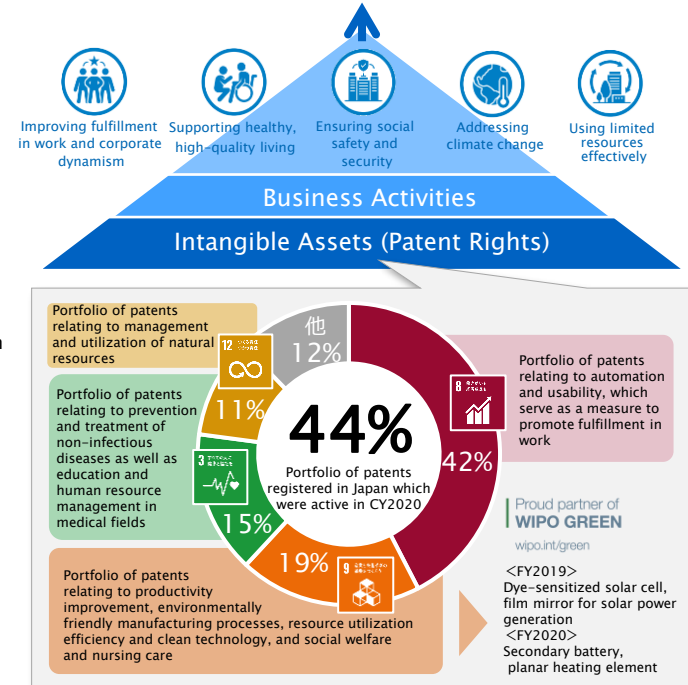 Improving fulfillment
in work and corporate
dynamism
Supporting healthy,
high-quality living
Ensuring social
safety and
security
Addressing
climate change
Using limited
resources
effectively
Business Activities
Intangible Assets (Patent Rights)
n
Portfolio of patents
relating to management
and utilization of natural
resources
12
11%
他
12%
Portfolio of patents
relating to prevention
and treatment of
non-infectious
diseases as well as
education and
human resource
management in
medical fields
3
15%
44%
Portfolio of patents
registered in Japan which
were active in CY2020
8
42%
Portfolio of patents
relating to automation
and usability, which
serve as a measure to
promote fulfillment in
work
19%
9
Portfolio of patents
relating to productivity
improvement, environmentally
friendly manufacturing processes, resource utilization
efficiency and clean technology, and social welfare
and nursing care
Proud partner of
WIPO GREEN
wipo.int/green
<FY2019>
Dye-sensitized solar cell,
film mirror for solar power
generation
<FY2020>
Secondary battery,
planar heating element